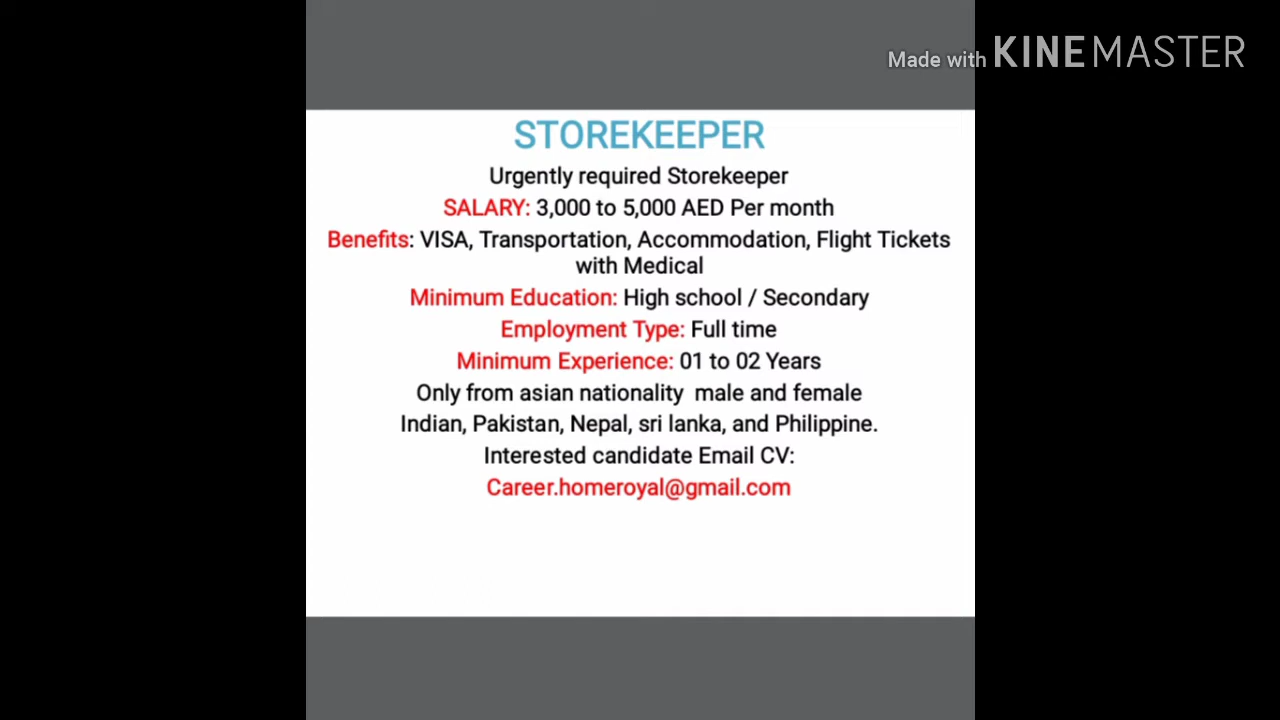 Made with KINEMASTER
STOREKEEPER
Urgently required Storekeeper
SALARY: 3,000 to 5,000 AED Per month
Benefits: VISA, Transportation, Accommodation, Flight Tickets
with Medical
Minimum Education: High school / Secondary
Employment Type: Full time
Minimum Experience: 01 to 02 Years
Only from asian nationality  male and female
Indian, Pakistan, Nepal, sri lanka, and Philippine.
Interested candidate Email CV:
Career.homeroyal@gmail.com